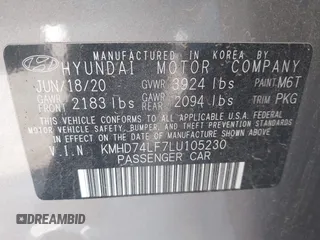 MANUFACTURED IN KOREA BY
HYUNDAI MOTOR COMPANY
JUN/18/20 GVWR 3924 lbs PAINT M6T
GAWR FRONT 2183 lbs GAWR REAR 2094 lbs TRIM PKG
THIS VEHICLE CONFORMS TO ALL APPLICABLE U.S. FEDERAL MOTOR VEHICLE SAFETY, BUMPER, AND THEFT PREVENTION STANDARDS IN EFFECT ON THE DATE OF MANUFACTURE SHOWN ABOVE.
V.I.N. KMHD74LF7LU105230
PASSENGER CAR
DREAMBID